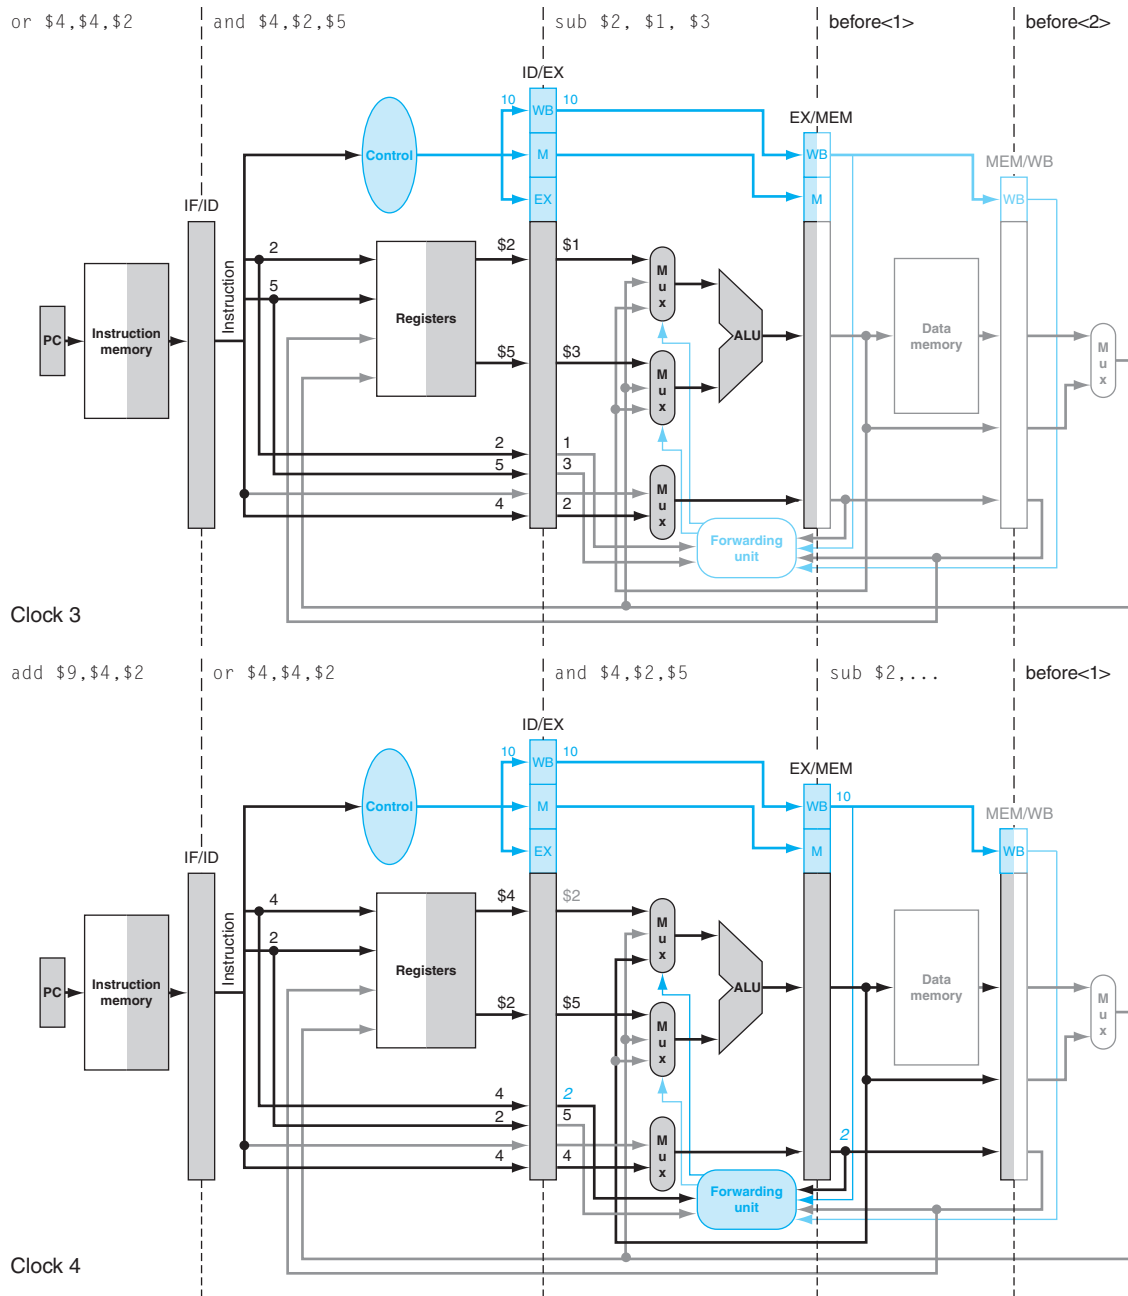 or $4,$4,$2
and $4,$2,$5
sub $2, $1, $3
before<1>
before<2>
ID/EX
10
WB
10
EX/MEM
Control
M
WB
MEM/WB
IF/ID
EX
M
WB
Instruction
2
$2
$1
M
u
x
5
PC
Instruction
memory
Registers
ALU
Data
memory
M
u
x
$5
$3
M
u
x
2
1
5
3
M
u
x
4
2
Forwarding
unit
Clock 3
add $9,$4,$2
or $4,$4,$2
and $4,$2,$5
sub $2,...
before<1>
ID/EX
10
WB
10
EX/MEM
Control
M
WB
10
MEM/WB
IF/ID
EX
M
WB
Instruction
4
$4
$2
M
u
x
2
PC
Instruction
memory
Registers
ALU
Data
memory
M
u
x
$2
$5
M
u
x
4
2
2
5
M
u
x
2
4
4
Forwarding
unit
Clock 4